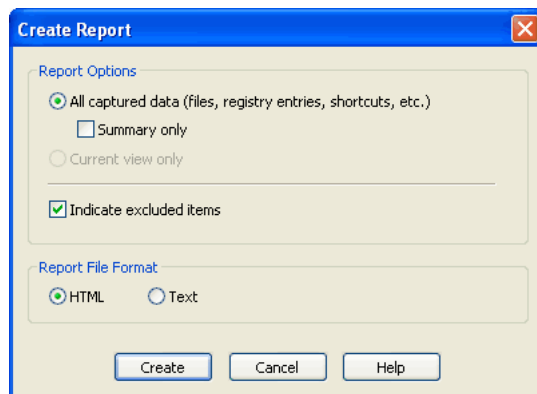 Create Report
Report Options
All captured data (files, registry entries, shortcuts, etc.)
Summary only
Current view only
Indicate excluded items
Report File Format
HTML Text
Create Cancel Help